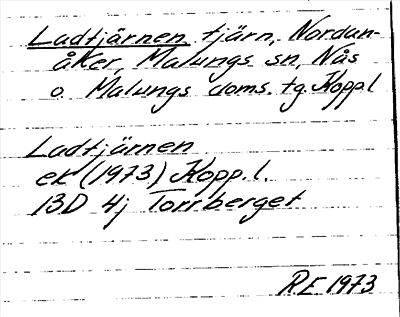 Ladtjärnen, tjärn, Nordan-
åker, Malungs sn, Nås
o. Malungs doms. tg. Kopp.l
Ladtjärnen
ek (1973) Kopp. l.
13D 4j Torrberget
RE 1973